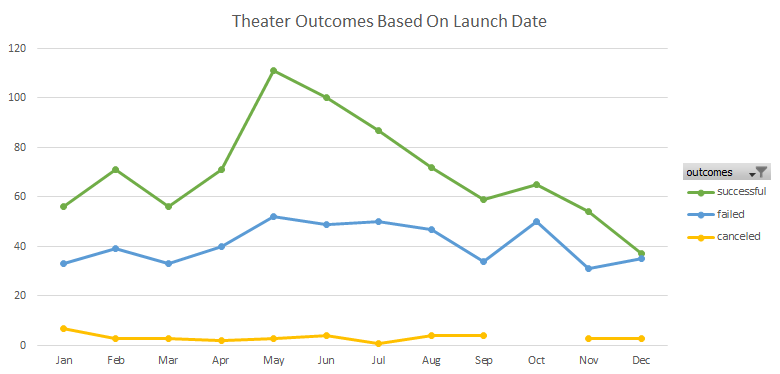 Theater Outcomes Based On Launch Date
120
100
80
60
40
20
0
Jan Feb Mar Apr May Jun Jul Aug Sep Oct Nov Dec
outcomes
successful
failed
canceled